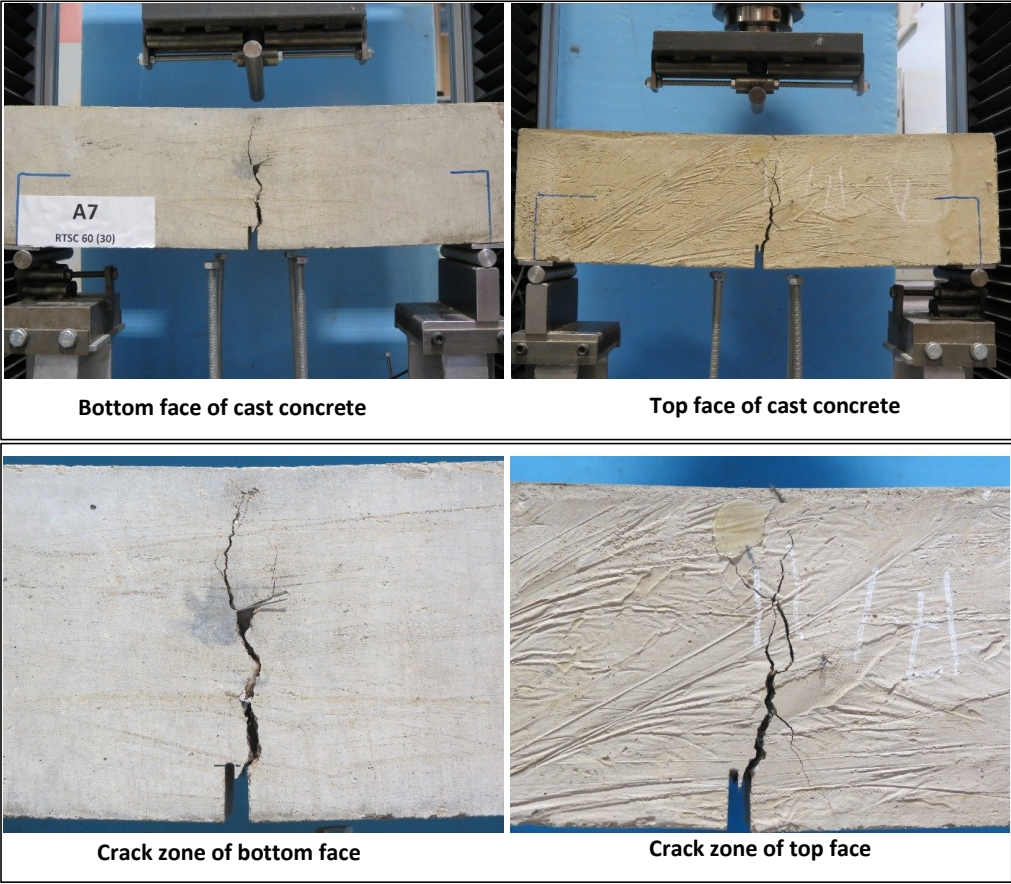 A7
RTSC 60 (30)
Bottom face of cast concrete
Top face of cast concrete
Crack zone of bottom face
Crack zone of top face